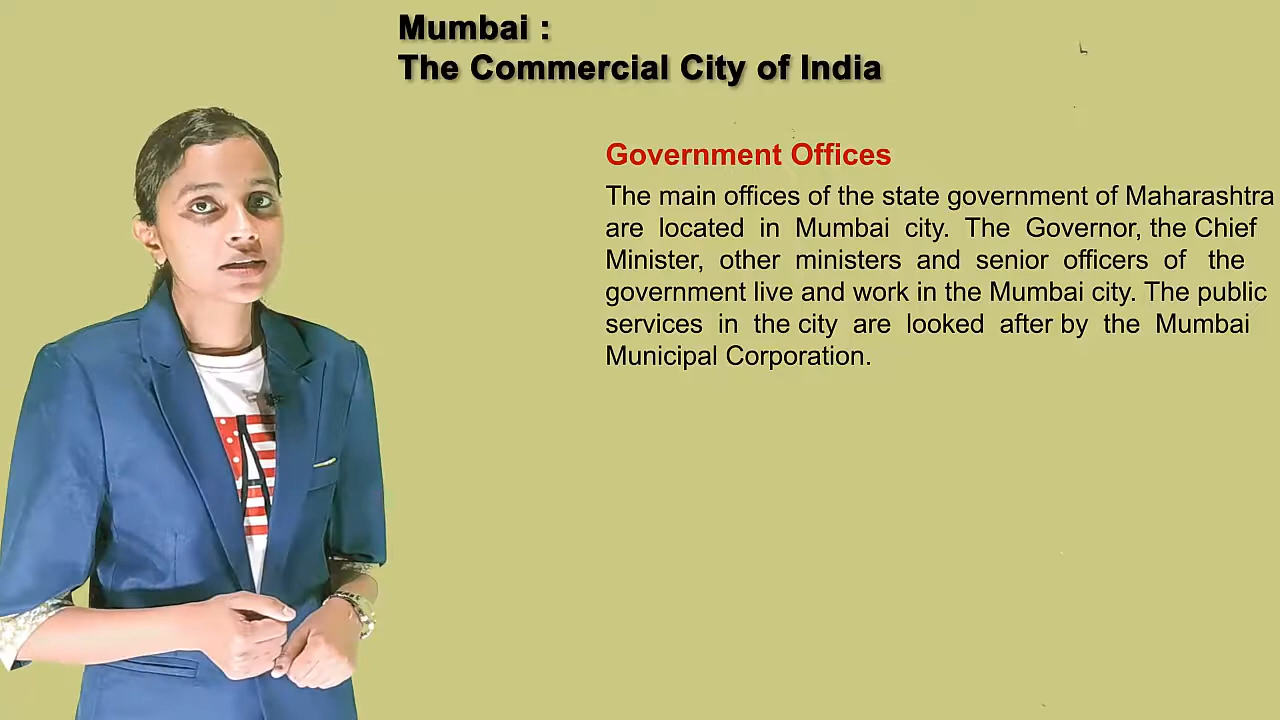 Mumbai :
The Commercial City of India
Government Offices
The main offices of the state government of Maharashtra
are located in Mumbai city. The Governor, the Chief
Minister, other ministers and senior officers of the
government live and work in the Mumbai city. The public
services in the city are looked after by the Mumbai
Municipal Corporation.
A